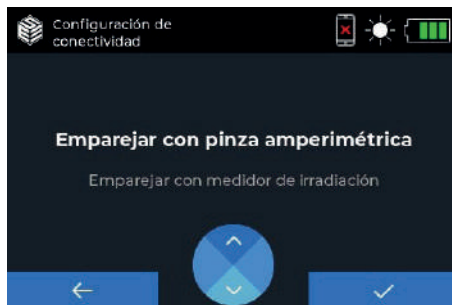 Configuración de
conectividad
Emparejar con pinza amperimétrica
Emparejar con medidor de irradiación